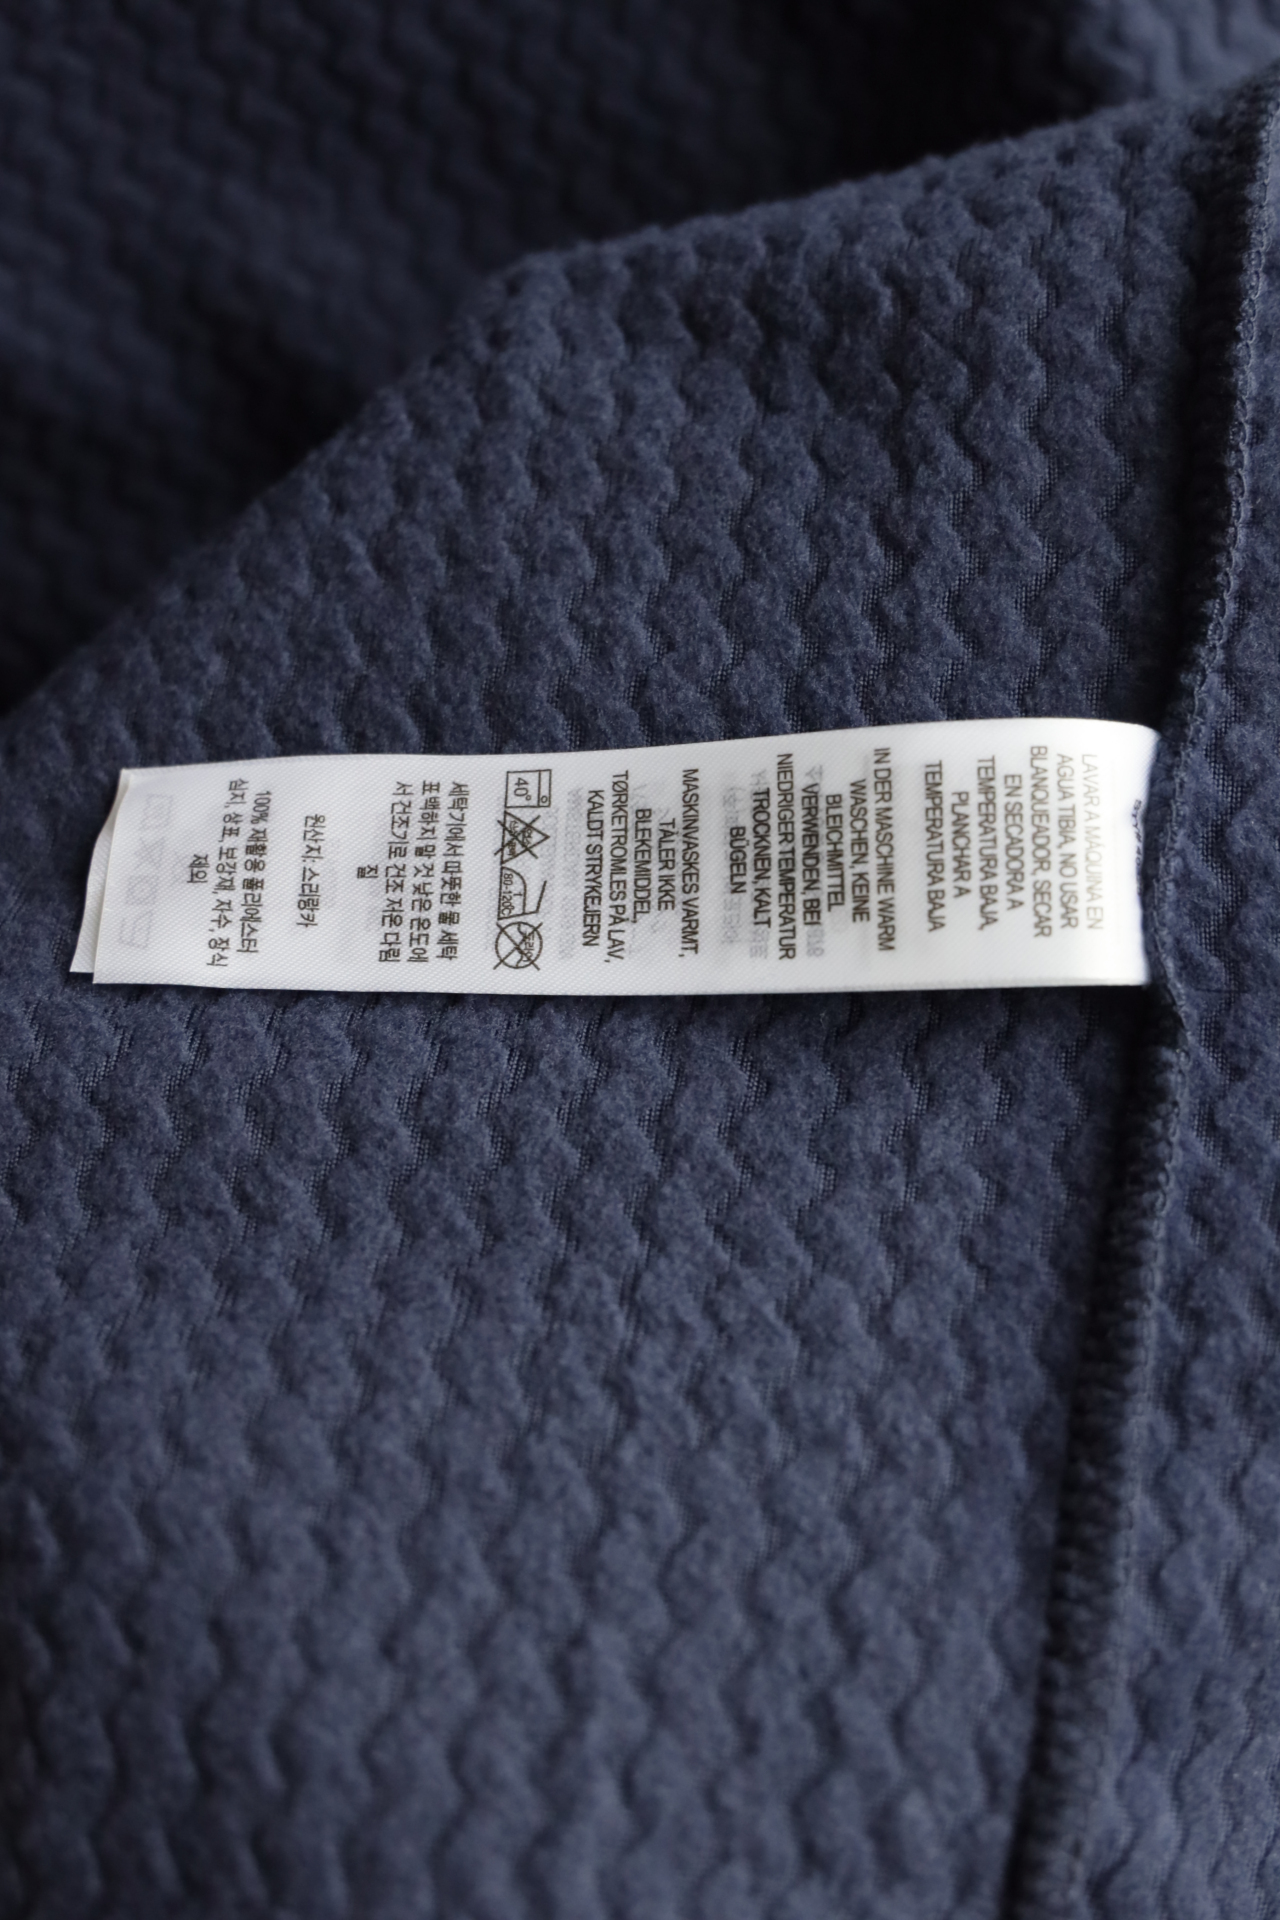 LAVAR A MÁQUINA EN
AGUA TIBIA, NO USAR
BLANQUEADOR, SECAR
EN SECADORA A
TEMPERATURA BAJA,
PLANCHAR A
TEMPERATURA BAJA
IN DER MASCHINE WARM
WASCHEN, KEINE
BLEICHMITTEL
VERWENDEN, BEI
NIEDRIGER TEMPERATUR
TROCKNEN, KALT
BÜGELN
MASKINVASKES VARMT,
TÅLER IKKE
BLEKEMIDDEL,
TØRKETROMLES PÅ LAV,
KALDT STRYKEJERN
40°
80-120°C
세탁기에서 따뜻한 물 세탁
표백하지 말 것 낮은 온도에
서 건조기로 건조 저온 다림
질
원산지: 스리랑카
100% 재활용 폴리에스터
심지, 상표 보강재, 자수, 장식
제외